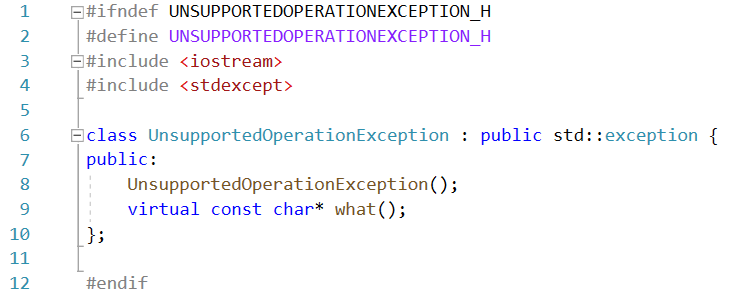 1 #ifndef UNSUPPORTEDOPERATIONEXCEPTION_H
2 #define UNSUPPORTEDOPERATIONEXCEPTION_H
3 #include <iostream>
4 #include <stdexcept>
5
6 class UnsupportedOperationException : public std::exception {
7 public:
8     UnsupportedOperationException();
9     virtual const char* what();
10 };
11
12 #endif